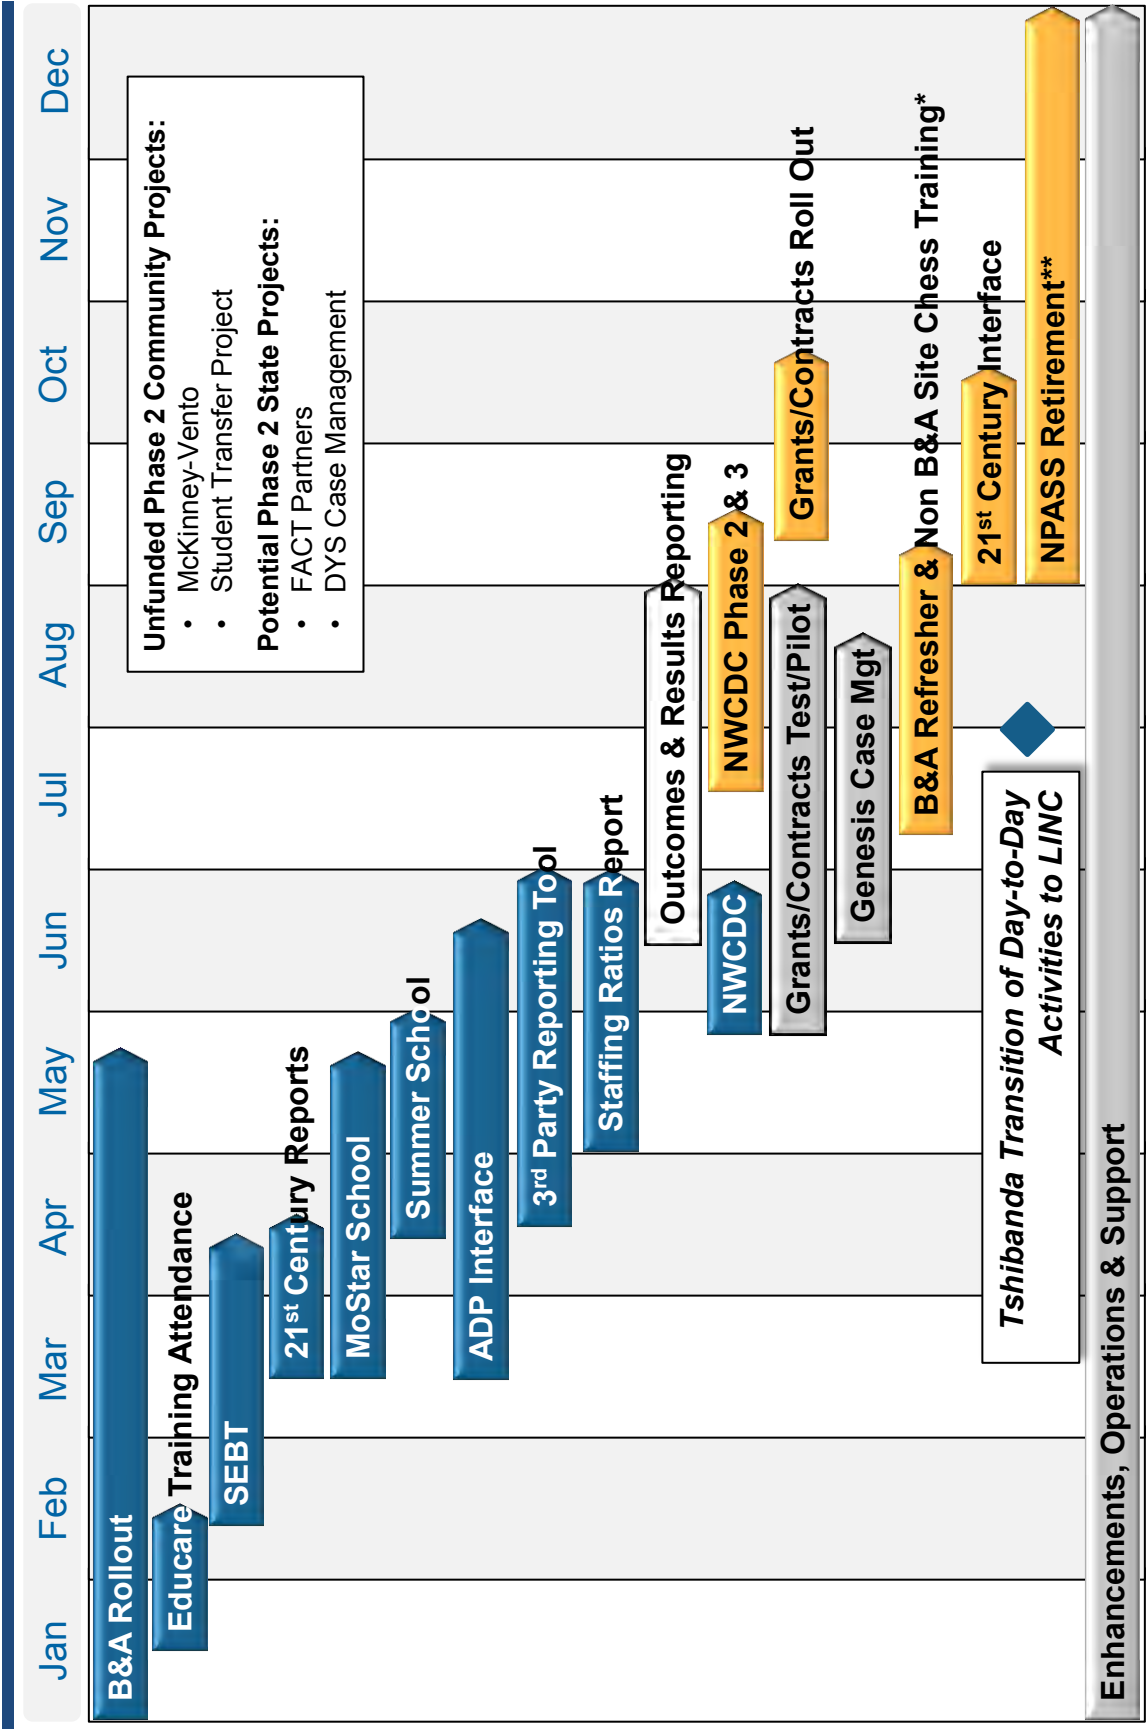 Jan
Feb
Mar
Apr
May
Jun
Jul
Aug
Sep
Oct
Nov
Dec
B&A Rollout
Educare Training Attendance
SEBT
21st Century Reports
MoStar School
Summer School
ADP Interface
3rd Party Reporting Tool
Staffing Ratios Report
Outcomes & Results Reporting
NWCDC
NWCDC Phase 2 & 3
Grants/Contracts Test/Pilot
Grants/Contracts Roll Out
Genesis Case Mgt
B&A Refresher & Non B&A Site Chess Training*
21st Century Interface
NPASS Retirement**
Tshibanda Transition of Day-to-Day
Activities to LINC
Enhancements, Operations & Support
Unfunded Phase 2 Community Projects:
• McKinney-Vento
• Student Transfer Project
Potential Phase 2 State Projects:
• FACT Partners
• DYS Case Management